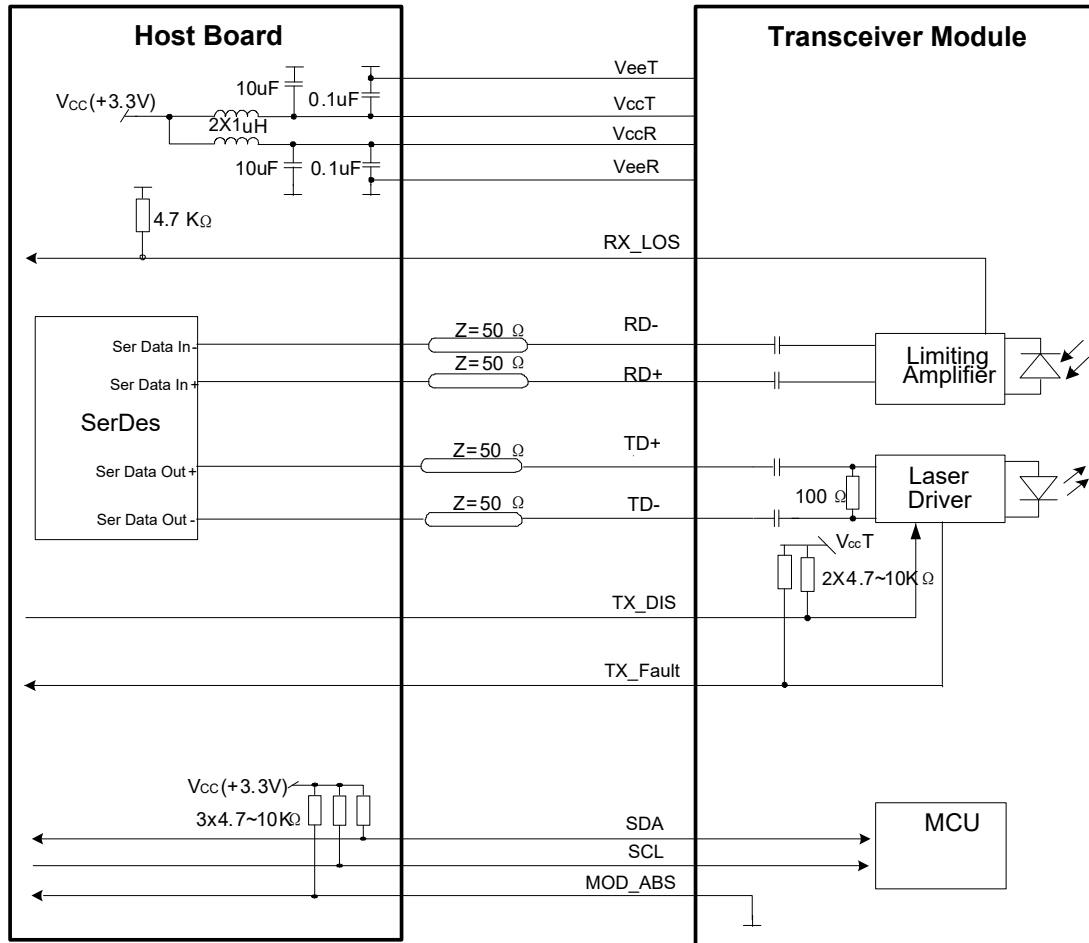 Host Board
Transceiver Module
VeeT
10uF
0.1uF
VCC(+3.3V)
VccT
2X1uH
VccR
10uF
0.1uF
VeeR
4.7 KΩ
RX_LOS
Z=50 Ω
RD-
Ser Data In-
Limiting
Amplifier
Z=50 Ω
RD+
Ser Data In+
SerDes
Z=50 Ω
TD+
Ser Data Out+
Laser
Driver
100 Ω
Z=50 Ω
TD-
Ser Data Out -
VccT
2X4.7~10KΩ
TX_DIS
TX_Fault
VCC(+3.3V)
3x4.7~10KΩ
SDA
MCU
SCL
MOD_ABS